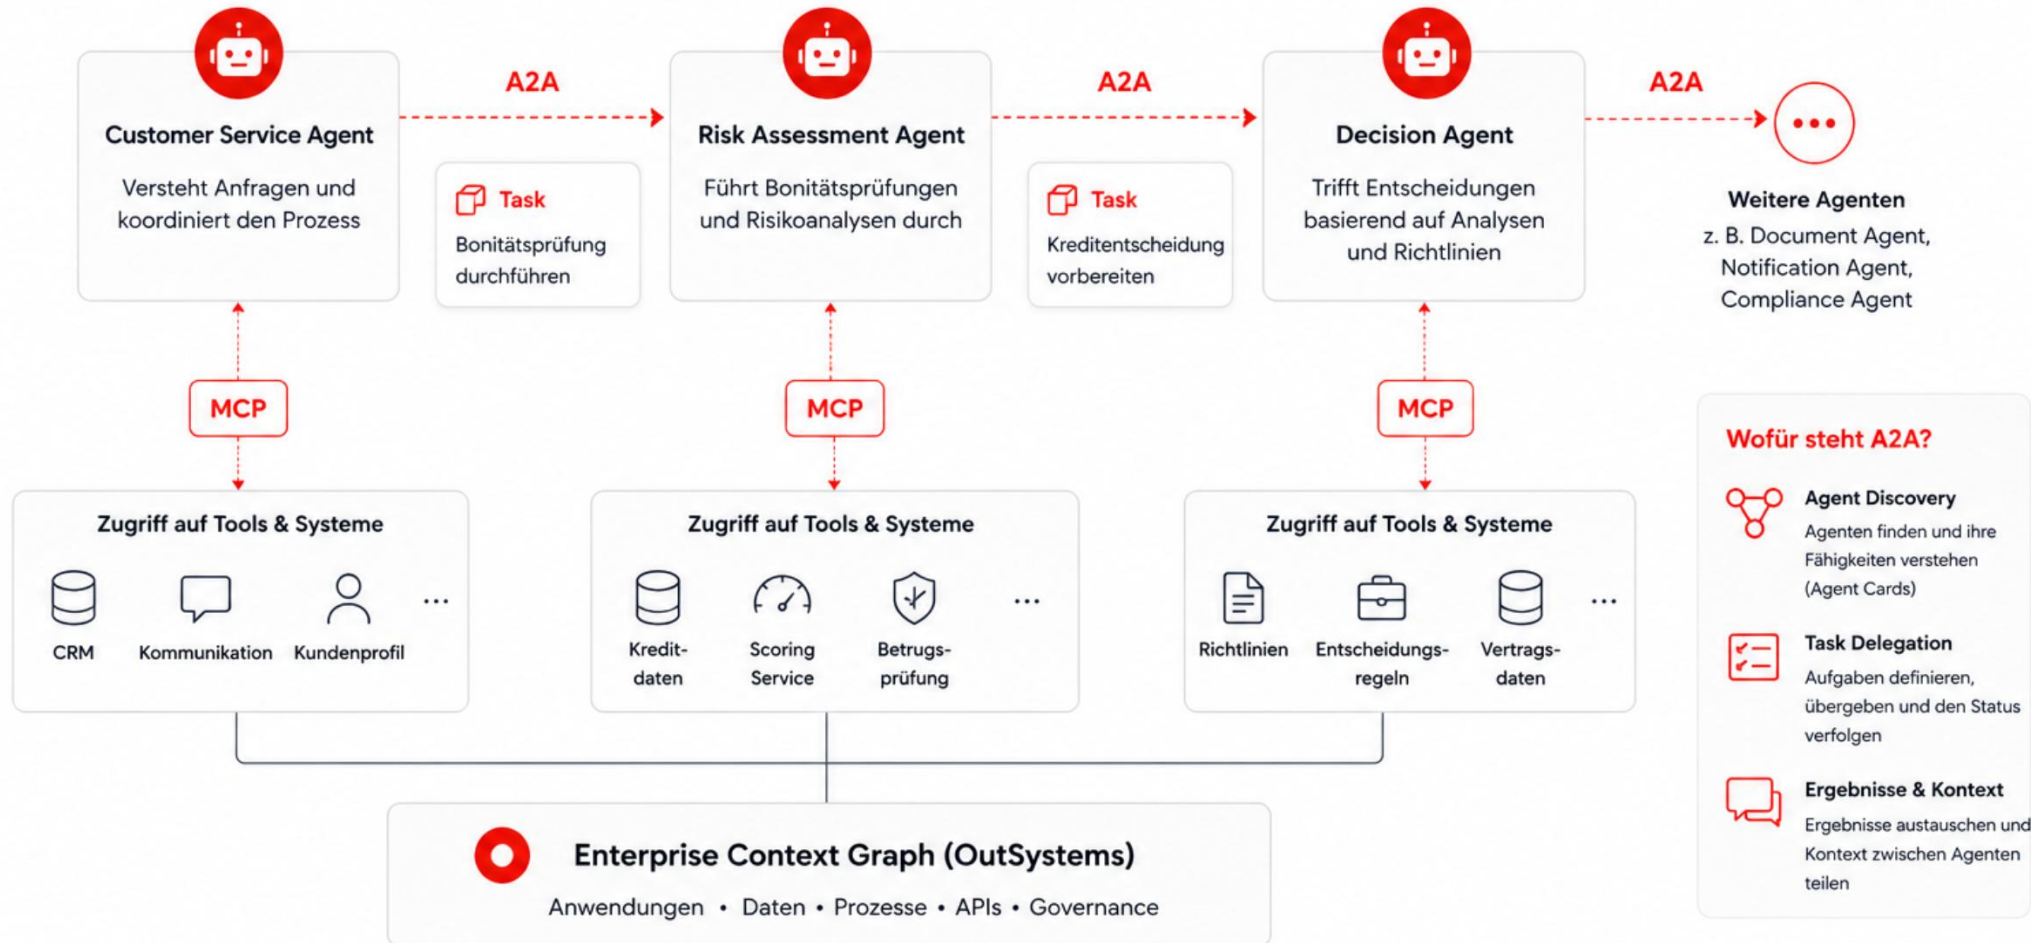 A2A
A2A
A2A
Customer Service Agent
Versteht Anfragen und
koordiniert den Prozess
Task
Bonitätsprüfung
durchführen
Risk Assessment Agent
Führt Bonitätsprüfungen
und Risikoanalysen durch
Task
Kreditentscheidung
vorbereiten
Decision Agent
Trifft Entscheidungen
basierend auf Analysen
und Richtlinien
Weitere Agenten
z. B. Document Agent,
Notification Agent,
Compliance Agent
MCP
MCP
MCP
Zugriff auf Tools & Systeme
CRM
Kommunikation
Kundenprofil
...
Zugriff auf Tools & Systeme
Kredit-
daten
Scoring
Service
Betrugs-
prüfung
...
Zugriff auf Tools & Systeme
Richtlinien
Entscheidungs-
regeln
Vertrags-
daten
...
Enterprise Context Graph (OutSystems)
Anwendungen • Daten • Prozesse • APIs • Governance
Wofür steht A2A?
Agent Discovery
Agenten finden und ihre
Fähigkeiten verstehen
(Agent Cards)
Task Delegation
Aufgaben definieren,
übergeben und den Status
verfolgen
Ergebnisse & Kontext
Ergebnisse austauschen und
Kontext zwischen Agenten
teilen